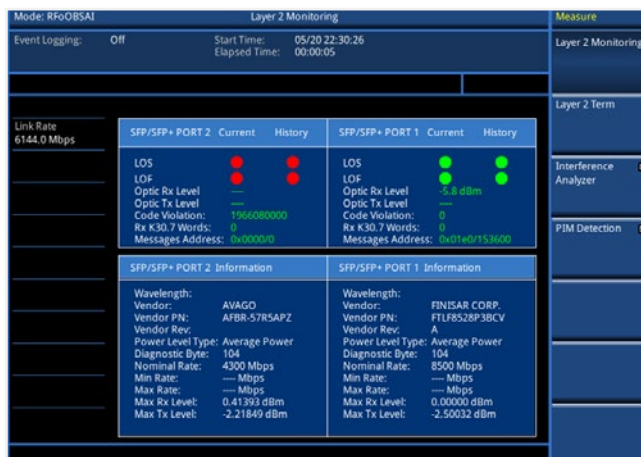 Mode: RFoOBSAI
Layer 2 Monitoring
Measure
Event Logging: Off
Start Time: 05/20 22:30:26
Elapsed Time: 00:00:05
Layer 2 Monitoring
Layer 2 Term
Interference
Analyzer
PIM Detection
Link Rate
6144.0 Mbps
SFP/SFP+ PORT 2 Current History
LOS
LOF
Optic Rx Level ----
Optic Tx Level ----
Code Violation: 1966080000
Rx K30.7 Words: 0
Messages Address: 0x0000/0
SFP/SFP+ PORT 1 Current History
LOS
LOF
Optic Rx Level -5.8 dBm
Optic Tx Level ----
Code Violation: 0
Rx K30.7 Words: 0
Messages Address: 0x01e0/153600
SFP/SFP+ PORT 2 Information
Wavelength:
Vendor: AVAGO
Vendor PN: AFBR-57R5APZ
Vendor Rev:
Power Level Type: Average Power
Diagnostic Byte: 104
Nominal Rate: 4300 Mbps
Min Rate: ---- Mbps
Max Rate: ---- Mbps
Max Rx Level: 0.41393 dBm
Max Tx Level: -2.21849 dBm
SFP/SFP+ PORT 1 Information
Wavelength:
Vendor: FINISAR CORP.
Vendor PN: FTLF8528P3BCV
Vendor Rev: A
Power Level Type: Average Power
Diagnostic Byte: 104
Nominal Rate: 8500 Mbps
Min Rate: ---- Mbps
Max Rate: ---- Mbps
Max Rx Level: 0.00000 dBm
Max Tx Level: -2.50032 dBm